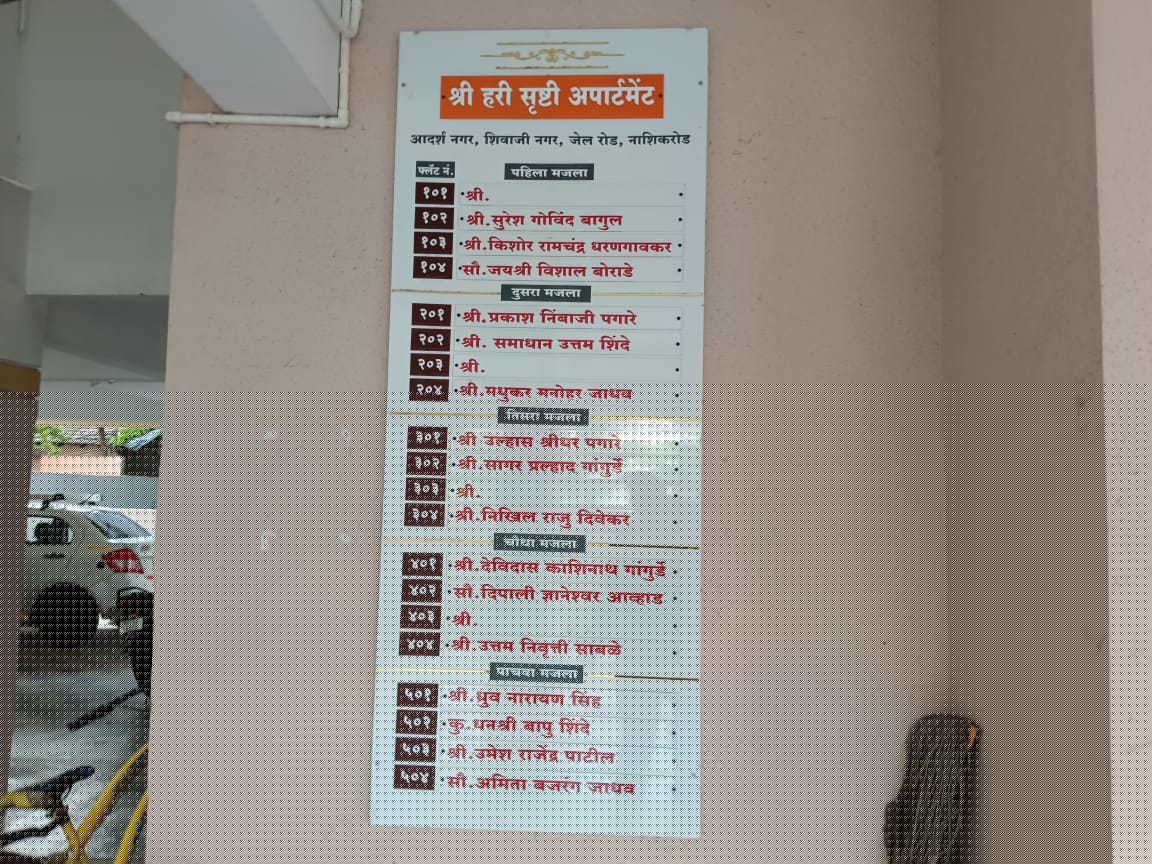 श्री हरी सृष्टी अपार्टमेंट
आदर्श नगर, शिवाजी नगर, जेल रोड, नाशिकरोड
फ्लॅट नं. पहिला मजला
१०१ श्री.
१०२ श्री.सुरेश गोविंद बागुल
१०३ श्री.किशोर रामचंद्र धरणगावकर
१०४ सौ.जयश्री विशाल बोराडे
दुसरा मजला
२०१ श्री.प्रकाश निंबाजी पगारे
२०२ श्री. समाधान उत्तम शिंदे
२०३ श्री.
२०४ श्री.मधुकर मनोहर जाधव
तिसरा मजला
३०१ श्री उल्हास श्रीधर पगारे
३०२ श्री.सागर प्रल्हाद गांगुर्डे
३०३ श्री.
३०४ श्री.निखिल राजु दिवेकर
चौथा मजला
४०१ श्री.देविदास काशिनाथ गांगुर्डे
४०२ सौ.दिपाली ज्ञानेश्वर आव्हाड
४०३ श्री.
४०४ श्री.उत्तम निवृत्ती साबळे
पाचवा मजला
५०१ श्री.ध्रुव नारायण सिंह
५०२ कु.धनश्री बापु शिंदे
५०३ श्री.उमेश राजेंद्र पाटील
५०४ सौ.अमिता बजरंग जाधव